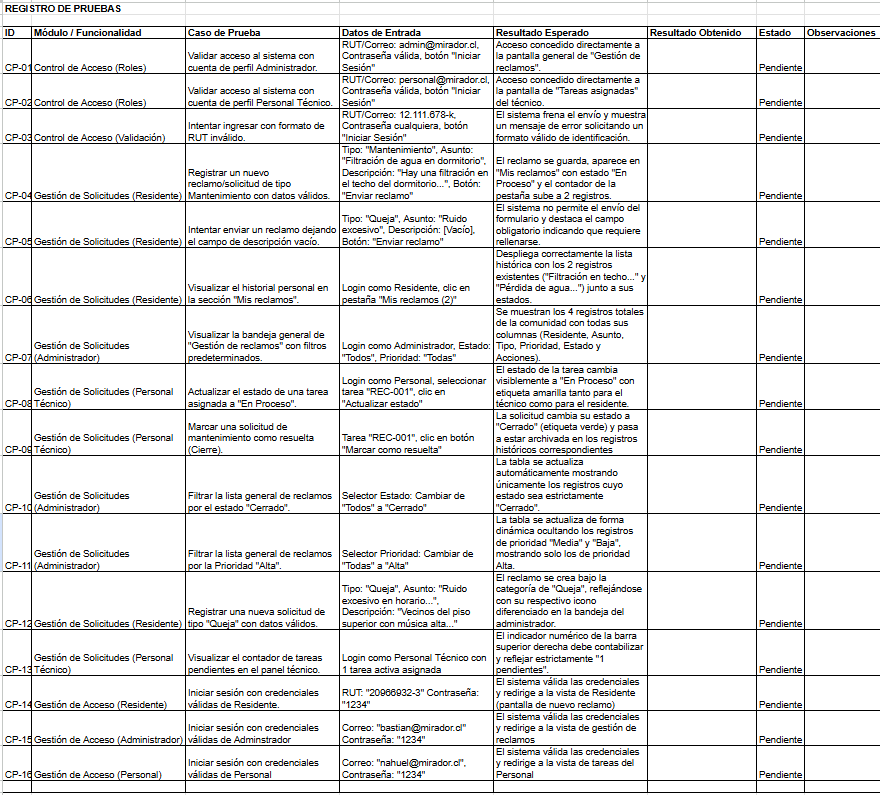 REGISTRO DE PRUEBAS
ID Módulo / Funcionalidad Caso de Prueba Datos de Entrada Resultado Esperado Resultado Obtenido Estado Observaciones
CP-01 Control de Acceso (Roles) Validar acceso al sistema con cuenta de perfil Administrador. RUT/Correo: admin@mirador.cl, Contraseña válida, botón "Iniciar Sesión" Acceso concedido directamente a la pantalla general de "Gestión de reclamos". Pendiente
CP-02 Control de Acceso (Roles) Validar acceso al sistema con cuenta de perfil Personal Técnico. RUT/Correo: personal@mirador.cl, Contraseña válida, botón "Iniciar Sesión" Acceso concedido directamente a la pantalla de "Tareas asignadas" del técnico. Pendiente
CP-03 Control de Acceso (Validación) Intentar ingresar con formato de RUT inválido. RUT/Correo: 12.111.678-k, Contraseña cualquiera, botón "Iniciar Sesión" El sistema frena el envío y muestra un mensaje de error solicitando un formato válido de identificación. Pendiente
CP-04 Gestión de Solicitudes (Residente) Registrar un nuevo reclamo/solicitud de tipo Mantenimiento con datos válidos. Tipo: "Mantenimiento", Asunto: "Filtración de agua en dormitorio", Descripción: "Hay una filtración en el techo del dormitorio...", Botón: "Enviar reclamo" El reclamo se guarda, aparece en "Mis reclamos" con estado "En Proceso" y el contador de la pestaña sube a 2 registros. Pendiente
CP-05 Gestión de Solicitudes (Residente) Intentar enviar un reclamo dejando el campo de descripción vacío. Tipo: "Queja", Asunto: "Ruido excesivo", Descripción: [Vacío], Botón: "Enviar reclamo" El sistema no permite el envío del formulario y destaca el campo obligatorio indicando que requiere rellenarse. Pendiente
CP-06 Gestión de Solicitudes (Residente) Visualizar el historial personal en la sección "Mis reclamos". Login como Residente, clic en pestaña "Mis reclamos (2)" Despliega correctamente la lista histórica con los 2 registros existentes ("Filtración en techo..." y "Pérdida de agua...") junto a sus estados. Pendiente
CP-07 Gestión de Solicitudes (Administrador) Visualizar la bandeja general de "Gestión de reclamos" con filtros predeterminados. Login como Administrador, Estado: "Todos", Prioridad: "Todas" Se muestran los 4 registros totales de la comunidad con todas sus columnas (Residente, Asunto, Tipo, Prioridad, Estado y Acciones). Pendiente
CP-08 Gestión de Solicitudes (Personal Técnico) Actualizar el estado de una tarea asignada a "En Proceso". Login como Personal, seleccionar tarea "REC-001", clic en "Actualizar estado" El estado de la tarea cambia visiblemente a "En Proceso" con etiqueta amarilla tanto para el técnico como para el residente. Pendiente
CP-09 Gestión de Solicitudes (Personal Técnico) Marcar una solicitud de mantenimiento como resuelta (Cierre). Tarea "REC-001", clic en botón "Marcar como resuelta" La solicitud cambia su estado a "Cerrado" (etiqueta verde) y pasa a estar archivada en los registros históricos correspondientes Pendiente
CP-10 Gestión de Solicitudes (Administrador) Filtrar la lista general de reclamos por el estado "Cerrado". Selector Estado: Cambiar de "Todos" a "Cerrado" La tabla se actualiza automáticamente mostrando únicamente los registros cuyo estado sea estrictamente "Cerrado". Pendiente
CP-11 Gestión de Solicitudes (Administrador) Filtrar la lista general de reclamos por la Prioridad "Alta". Selector Prioridad: Cambiar de "Todas" a "Alta" La tabla se actualiza de forma dinámica ocultando los registros de prioridad "Media" y "Baja", mostrando solo los de prioridad Alta. Pendiente
CP-12 Gestión de Solicitudes (Residente) Registrar una nueva solicitud de tipo "Queja" con datos válidos. Tipo: "Queja", Asunto: "Ruido excesivo en horario...", Descripción: "Vecinos del piso superior con música alta..." El reclamo se crea bajo la categoría de "Queja", reflejándose con su respectivo icono diferenciado en la bandeja del administrador. Pendiente
CP-13 Gestión de Solicitudes (Personal Técnico) Visualizar el contador de tareas pendientes en el panel técnico. Login como Personal Técnico con 1 tarea activa asignada El indicador numérico de la barra superior derecha debe contabilizar y reflejar estrictamente "1 pendientes". Pendiente
CP-14 Gestión de Acceso (Residente) Iniciar sesión con credenciales válidas de Residente. RUT: "20966932-3" Contraseña: "1234" El sistema válida las credenciales y redirige a la vista de Residente (pantalla de nuevo reclamo) Pendiente
CP-15 Gestión de Acceso (Administrador) Iniciar sesión con credenciales válidas de Adminstrador Correo: "bastian@mirador.cl" Contraseña: "1234" El sistema válida las credenciales y redirige a la vista de gestión de reclamos Pendiente
CP-16 Gestión de Acceso (Personal) Iniciar sesión con credenciales válidas de Personal Correo: "nahuel@mirador.cl", Contraseña: "1234" El sistema válida las credenciales y redirige a la vista de tareas del Personal Pendiente